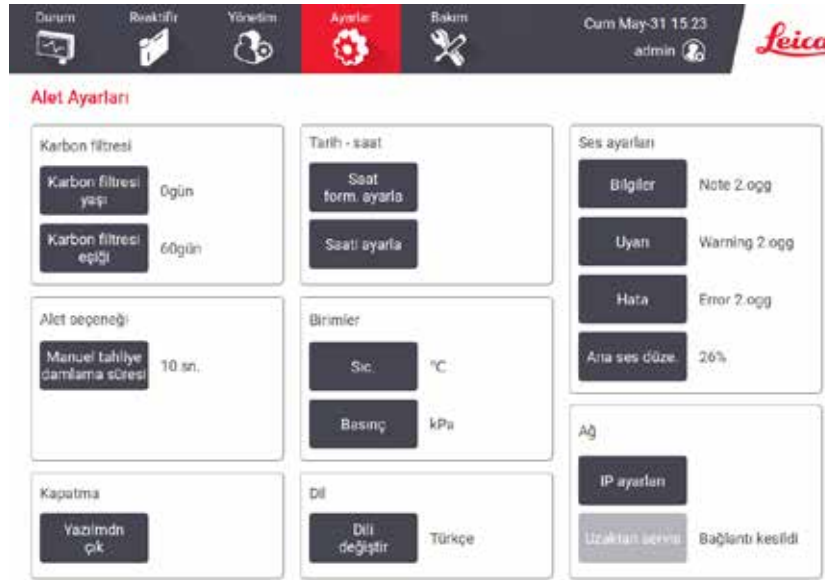 Durum Reaktifir Yönetim Ayarlar Bakım
Cum May-31 15:23
admin
Leica
Alet Ayarları
Karbon filtresi
Karbon filtresi
yaşı
0gün
Karbon filtresi
eşiği
60gün
Tarih - saat
Saat
form. ayarla
Saati ayarla
Ses ayarları
Bilgiler
Note 2.ogg
Uyarı
Warning 2.ogg
Hata
Error 2.ogg
Ana ses düze.
26%
Alet seçeneği
Manuel tahliye
damlama süresi
10 sn.
Birimler
Sıc.
°C
Basınç
kPa
Ağ
IP ayarları
Uzaktan servis
Bağlantı kesildi
Kapatma
Yazılmdn
çık
Dil
Dili
değiştir
Türkçe